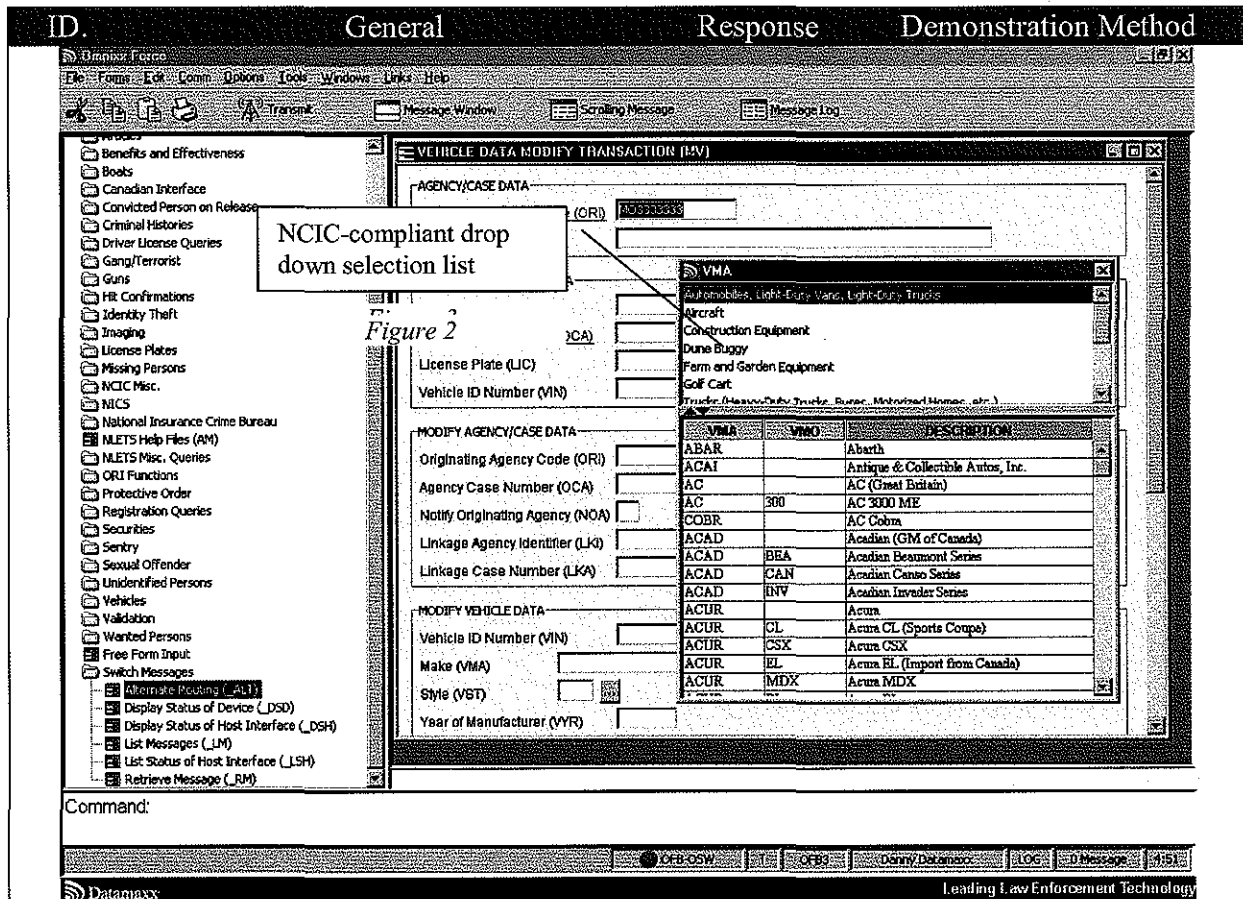 ID. General Response Demonstration Method
Omnixx Force
File Forms Edit Comm Options Tools Windows Links Help
Transmit Message Window Scrolling Message Message Log
Benefits and Effectiveness
Boats
Canadian Interface
Convicted Person on Release
Criminal Histories
Driver License Queries
Gang/Terrorist
Guns
Hit Confirmations
Identity Theft
Imaging
License Plates
Missing Persons
NCIC Misc.
NICS
National Insurance Crime Bureau
NLETS Help Files (AM)
NLETS Misc. Queries
ORI Functions
Protective Order
Registration Queries
Securities
Sentry
Sexual Offender
Unidentified Persons
Vehicles
Validation
Wanted Persons
Free Form Input
Switch Messages
Alternate Routing (_ALT)
Display Status of Device (_DSD)
Display Status of Host Interface (_DSH)
List Messages (_LM)
List Status of Host Interface (_LSH)
Retrieve Message (_RM)
VEHICLE DATA MODIFY TRANSACTION (MV)
AGENCY/CASE DATA
(ORI)
NCIC-compliant drop
down selection list
Figure 2
License Plate (LIC)
Vehicle ID Number (VIN)
MODIFY AGENCY/CASE DATA
Originating Agency Code (ORI)
Agency Case Number (OCA)
Notify Originating Agency (NOA)
Linkage Agency Identifier (LKI)
Linkage Case Number (LKA)
MODIFY VEHICLE DATA
Vehicle ID Number (VIN)
Make (VMA)
Style (VST)
Year of Manufacturer (VYR)
VMA
Automobiles, Light-Duty Vans, Light-Duty Trucks
Aircraft
Construction Equipment
Dune Buggy
Farm and Garden Equipment
Golf Cart
Trucks (Heavy-Duty Trucks, Buses, Motorized Homes, etc.)
VMA VMO DESCRIPTION
ABAR Abarth
ACAI Antique & Collectible Autos, Inc.
AC AC (Great Britain)
AC 300 AC 3000 ME
COBR AC Cobra
ACAD Acadian (GM of Canada)
ACAD BEA Acadian Beaumont Series
ACAD CAN Acadian Canso Series
ACAD INV Acadian Invader Series
ACUR Acura
ACUR CL Acura CL (Sports Coupe)
ACUR CSX Acura CSX
ACUR EL Acura EL (Import from Canada)
ACUR MDX Acura MDX
Command:
OFB-OSW T OFB3 Danny Datamaxx LOG 0 Message 4:51
Datamaxx Leading Law Enforcement Technology